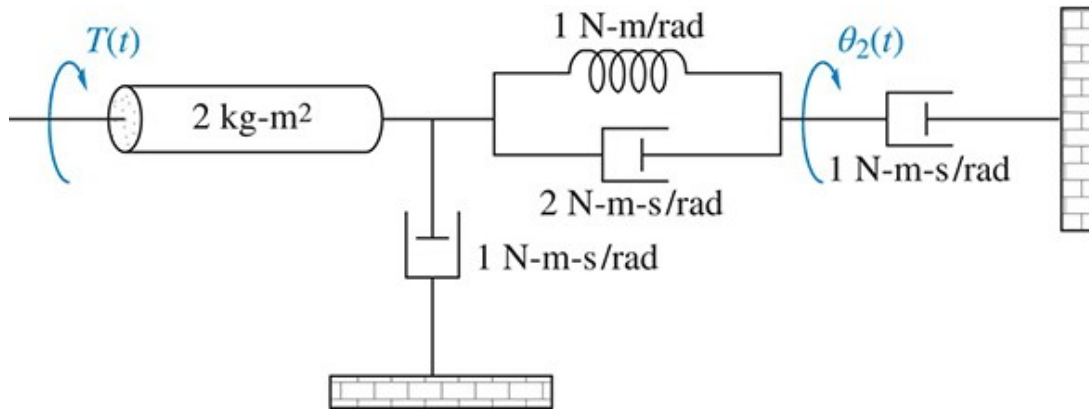 1 N-m/rad
T(t)
θ₂(t)
2 kg-m²
1 N-m-s/rad
2 N-m-s/rad
1 N-m-s/rad